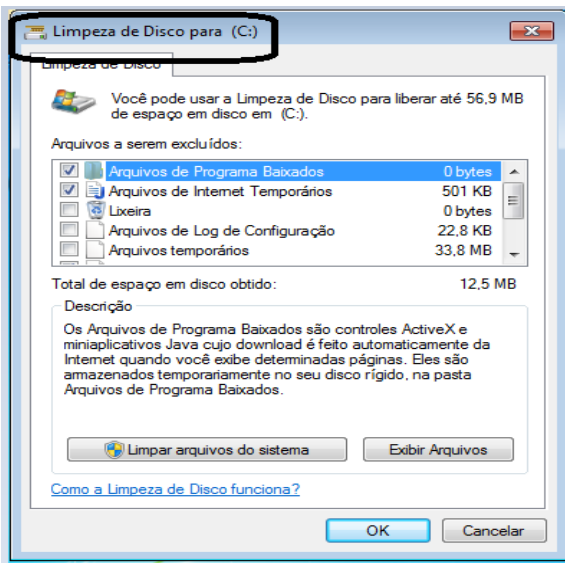 Limpeza de Disco para (C:)
Limpeza de Disco
Você pode usar a Limpeza de Disco para liberar até 56,9 MB
de espaço em disco em (C:).
Arquivos a serem excluídos:
Arquivos de Programa Baixados 0 bytes
Arquivos de Internet Temporários 501 KB
Lixeira 0 bytes
Arquivos de Log de Configuração 22,8 KB
Arquivos temporários 33,8 MB
Total de espaço em disco obtido: 12,5 MB
Descrição
Os Arquivos de Programa Baixados são controles ActiveX e
miniaplicativos Java cujo download é feito automaticamente da
Internet quando você exibe determinadas páginas. Eles são
armazenados temporariamente no seu disco rígido, na pasta
Arquivos de Programa Baixados.
Limpar arquivos do sistema Exibir Arquivos
Como a Limpeza de Disco funciona?
OK Cancelar